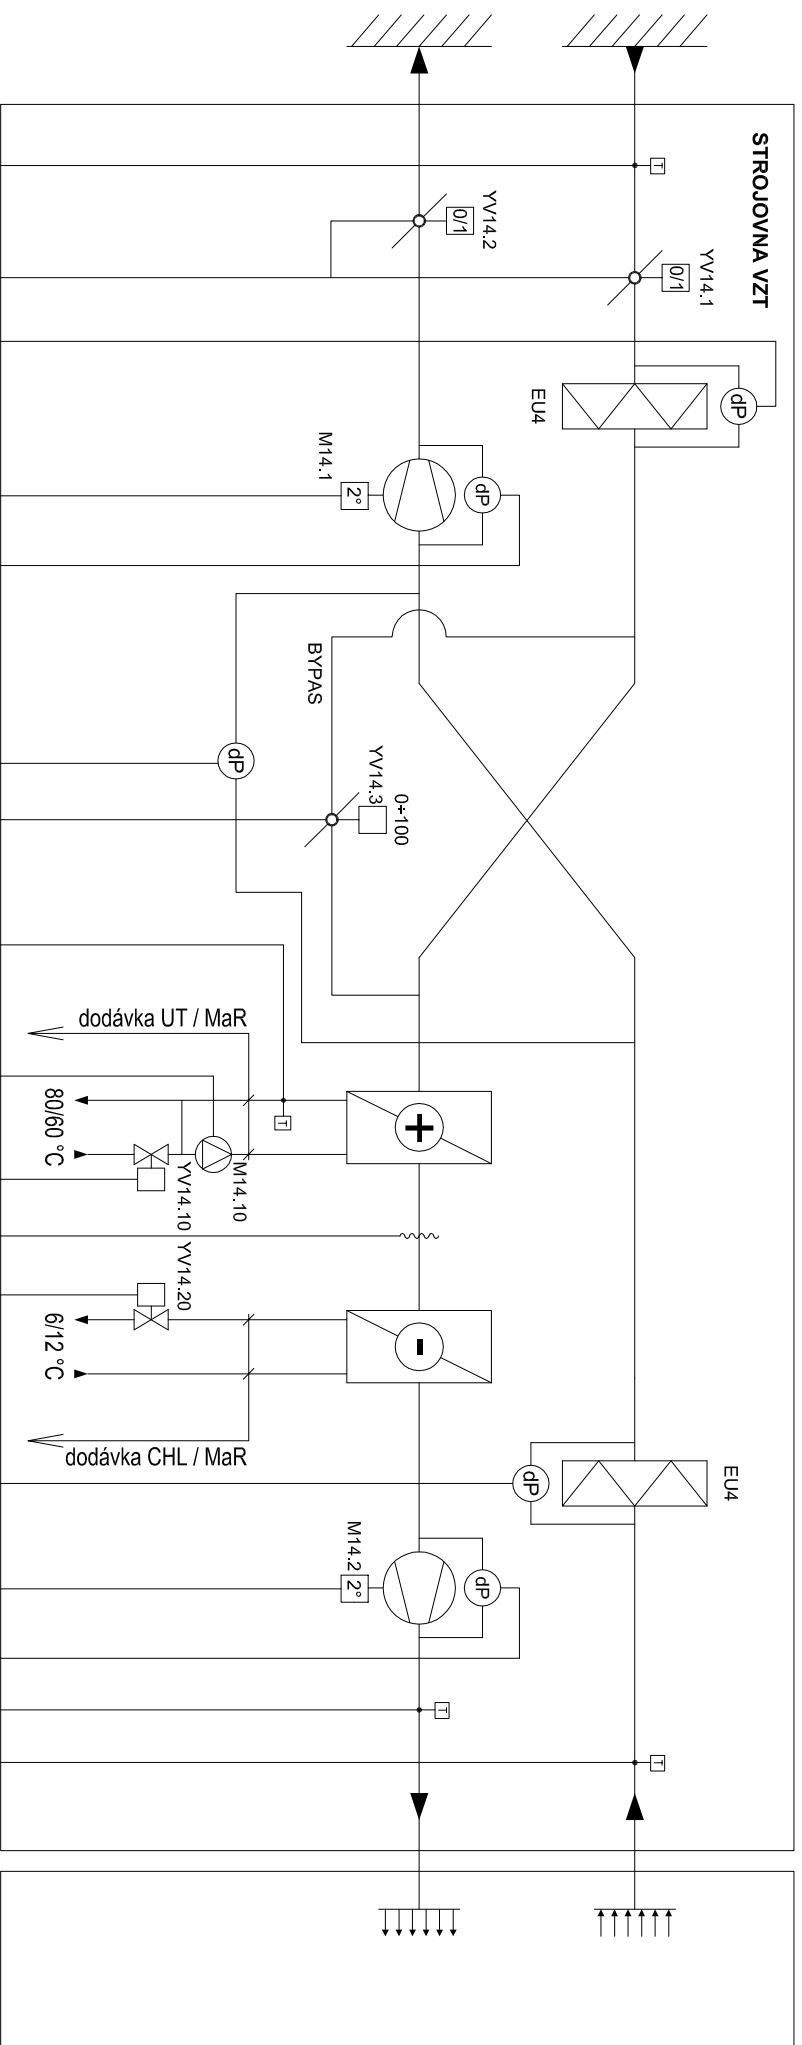 STROJOVNA VZT
T
YV14.1
0/1
YV14.2
0/1
dP
EU4
dP
M14.1
2°
BYPAS
dP
YV14.3
0÷100
dodávka UT / MaR
80/60 °C
T
M14.10
YV14.10
+
YV14.20
6/12 °C
-
dodávka CHL / MaR
EU4
dP
M14.2
2°
dP
T
T